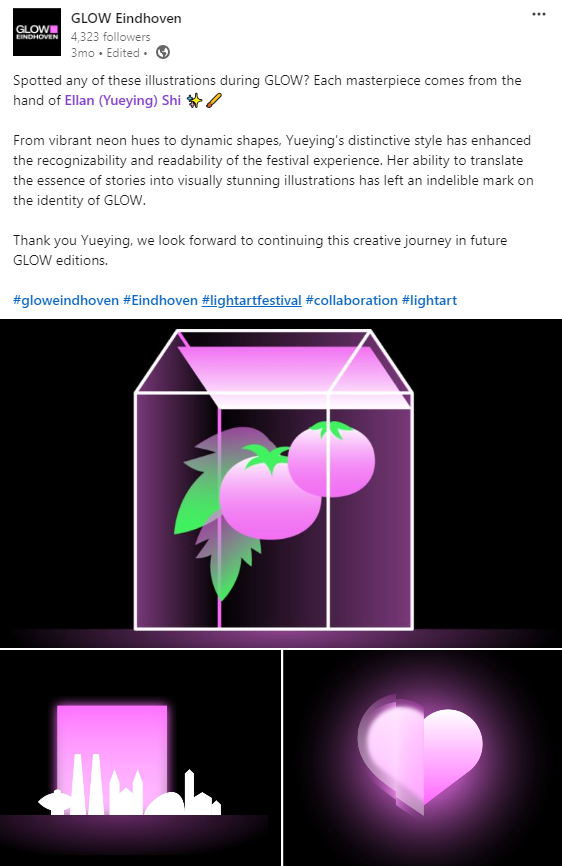 GLOW
EINDHOVEN
GLOW Eindhoven
4,323 followers
3mo • Edited •
Spotted any of these illustrations during GLOW? Each masterpiece comes from the
hand of Ellan (Yueying) Shi ✨🖌️
From vibrant neon hues to dynamic shapes, Yueying's distinctive style has enhanced
the recognizability and readability of the festival experience. Her ability to translate
the essence of stories into visually stunning illustrations has left an indelible mark on
the identity of GLOW.
Thank you Yueying, we look forward to continuing this creative journey in future
GLOW editions.
#gloweindhoven #Eindhoven #lightartfestival #collaboration #lightart